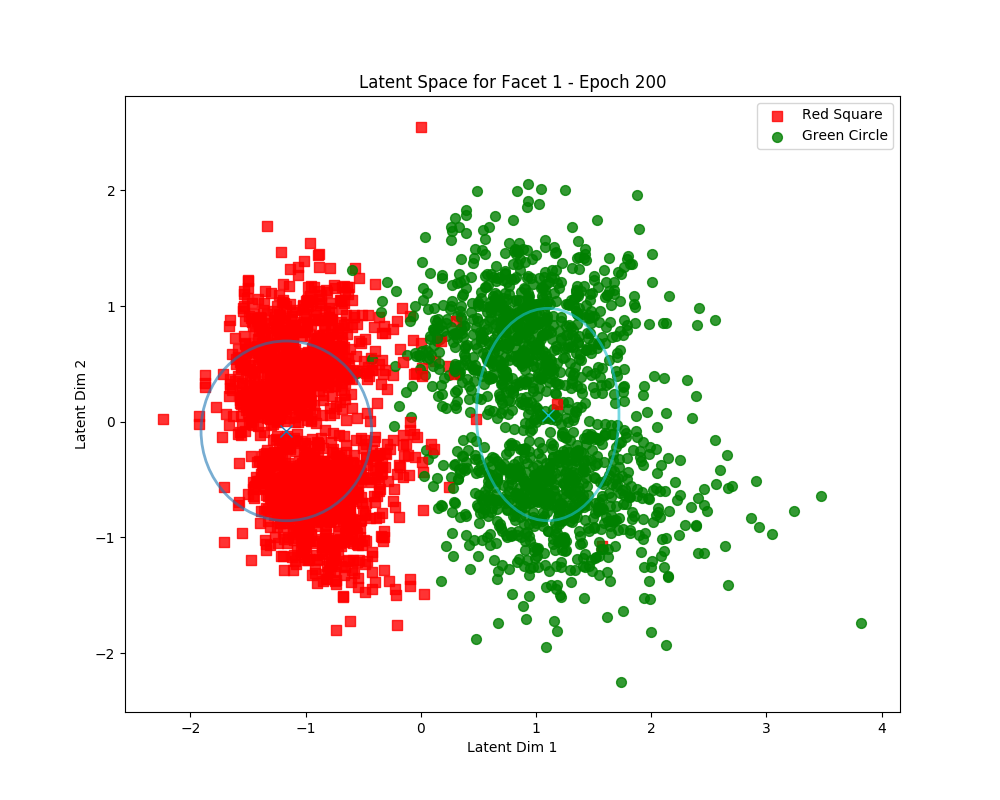 Latent Space for Facet 1 - Epoch 200
Red Square
Green Circle
2
1
0
−1
−2
Latent Dim 2
−2 −1 0 1 2 3 4
Latent Dim 1